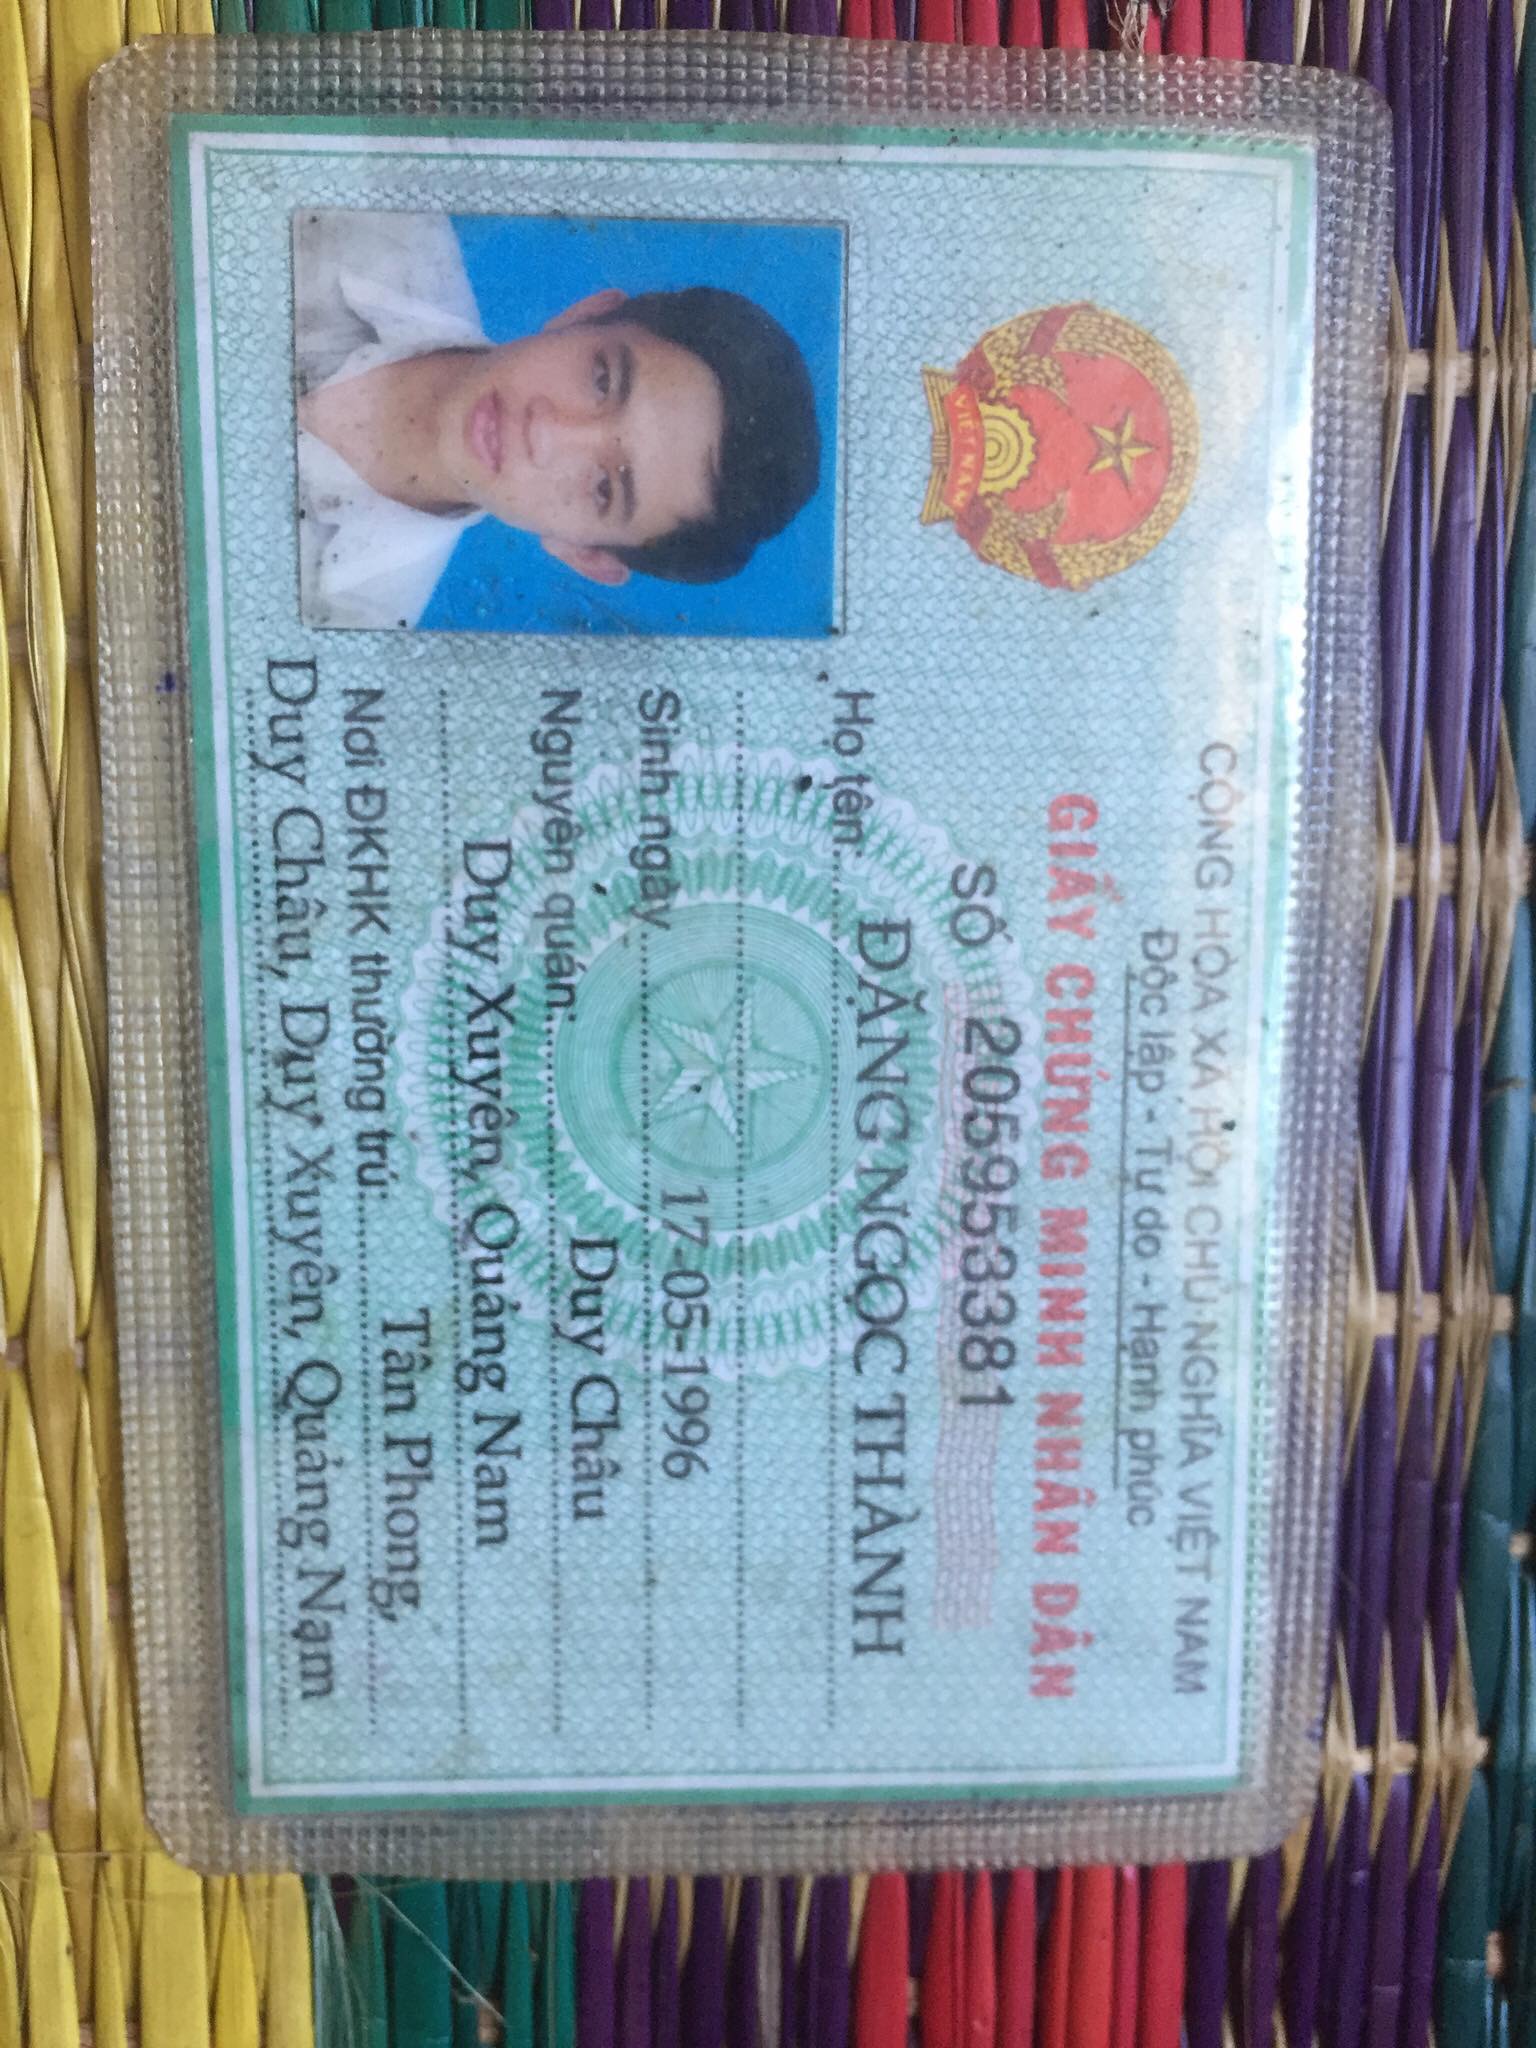 CỘNG HÒA XÃ HỘI CHỦ NGHĨA VIỆT NAM
Độc lập - Tự do - Hạnh phúc
GIẤY CHỨNG MINH NHÂN DÂN
SỐ 205953381
Họ tên: ĐẶNG NGỌC THÀNH
Sinh ngày 17-05-1996
Nguyên quán: Duy Châu
Duy Xuyên, Quảng Nam
Nơi ĐKHK thường trú: Tân Phong,
Duy Châu, Duy Xuyên, Quảng Nam
VIỆT NAM